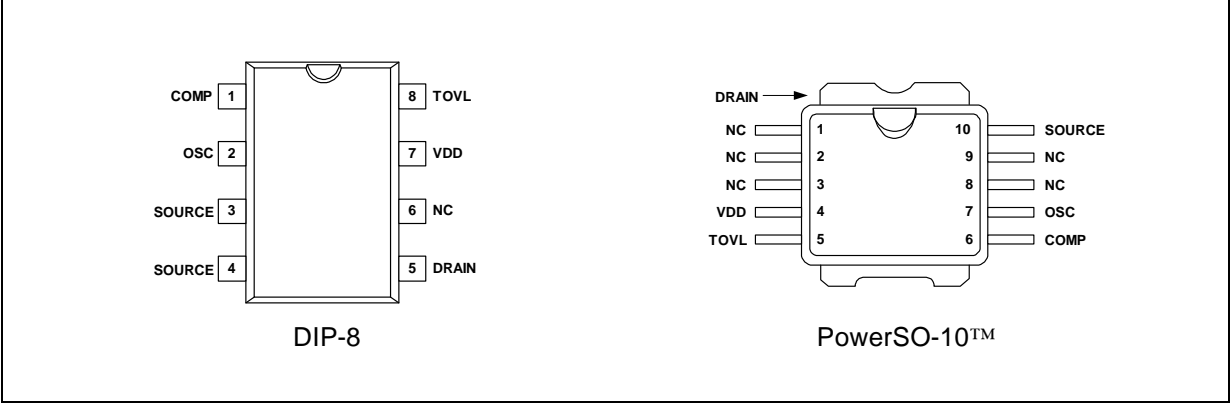 COMP 1
8 TOVL
OSC 2
7 VDD
SOURCE 3
6 NC
SOURCE 4
5 DRAIN
DIP-8
DRAIN
NC 1
10 SOURCE
NC 2
9 NC
NC 3
8 NC
VDD 4
7 OSC
TOVL 5
6 COMP
PowerSO-10™